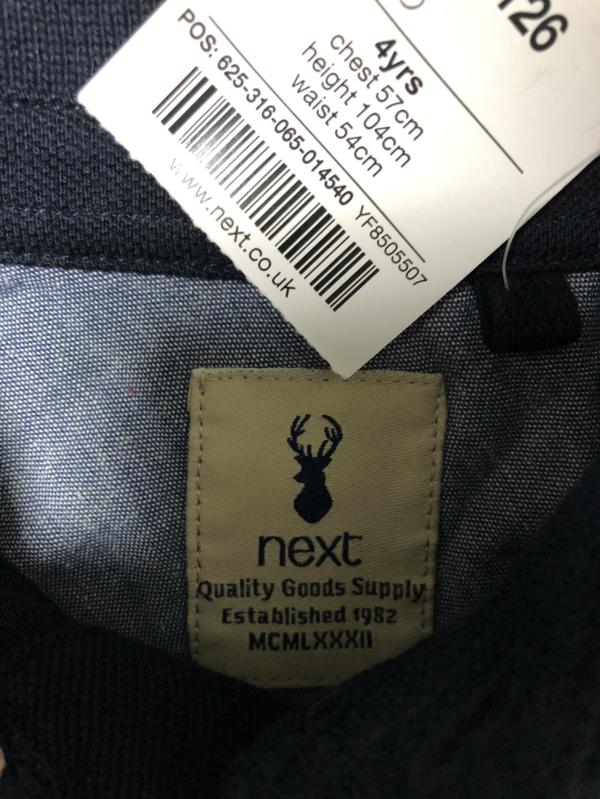 126
4yrs
chest 57cm
height 104cm
waist 54cm
POS: 625-316-065-014540
YF8505507
www.next.co.uk
next
Quality Goods Supply
Established 1982
MCMLXXXII